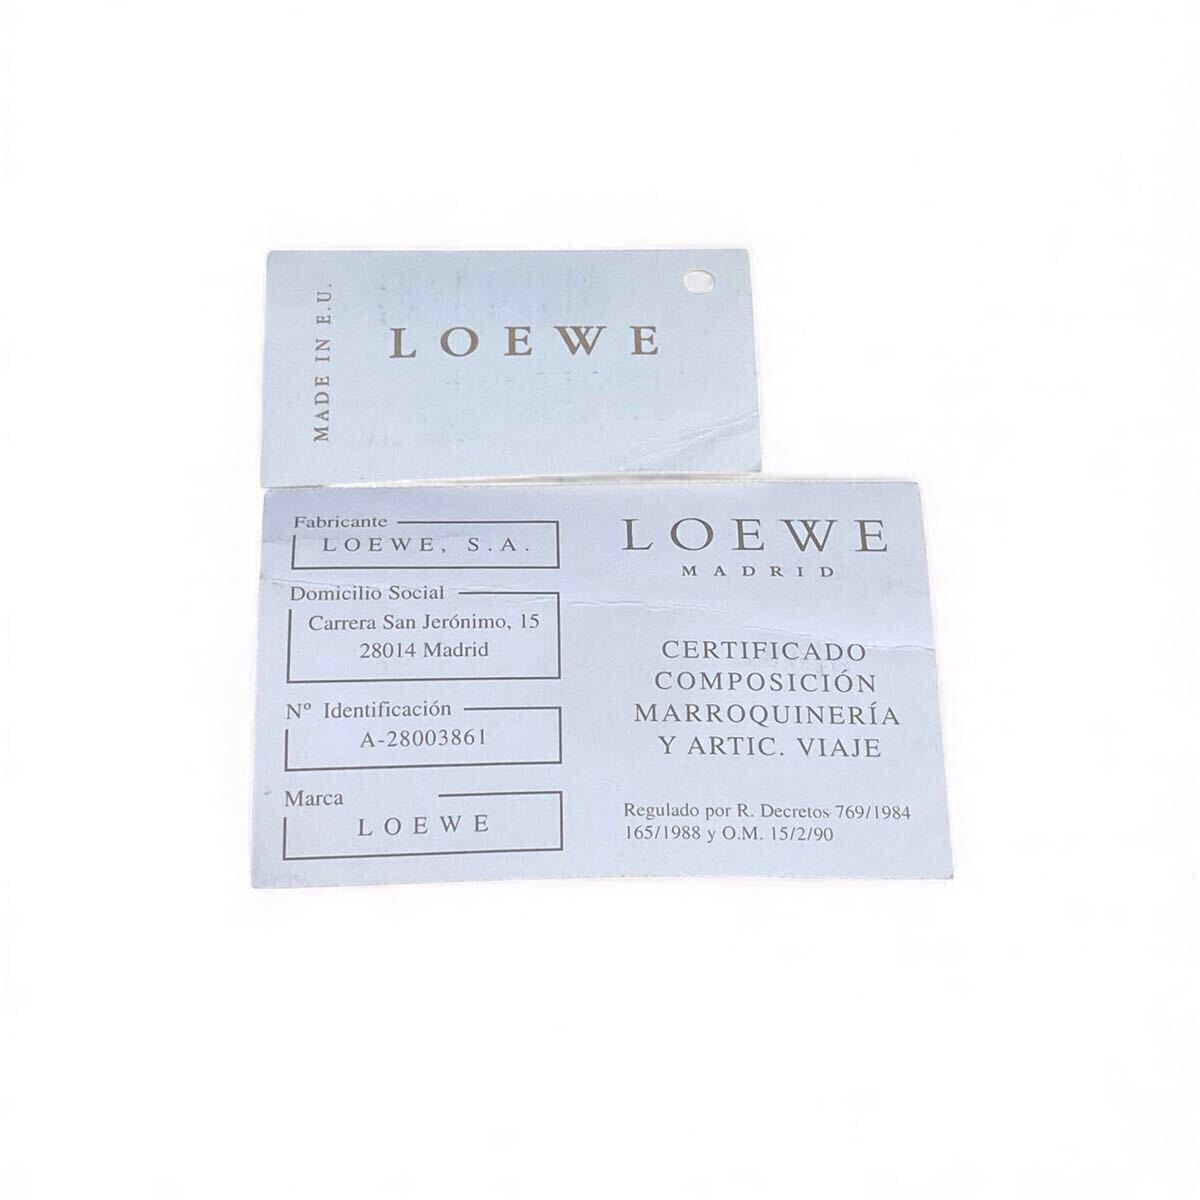 MADE IN E.U.
LOEWE
Fabricante
LOEWE, S.A.
Domicilio Social
Carrera San Jerónimo, 15
28014 Madrid
Nº Identificación
A-28003861
Marca
LOEWE
LOEWE
MADRID
CERTIFICADO
COMPOSICIÓN
MARROQUINERÍA
Y ARTIC. VIAJE
Regulado por R. Decretos 769/1984
165/1988 y O.M. 15/2/90